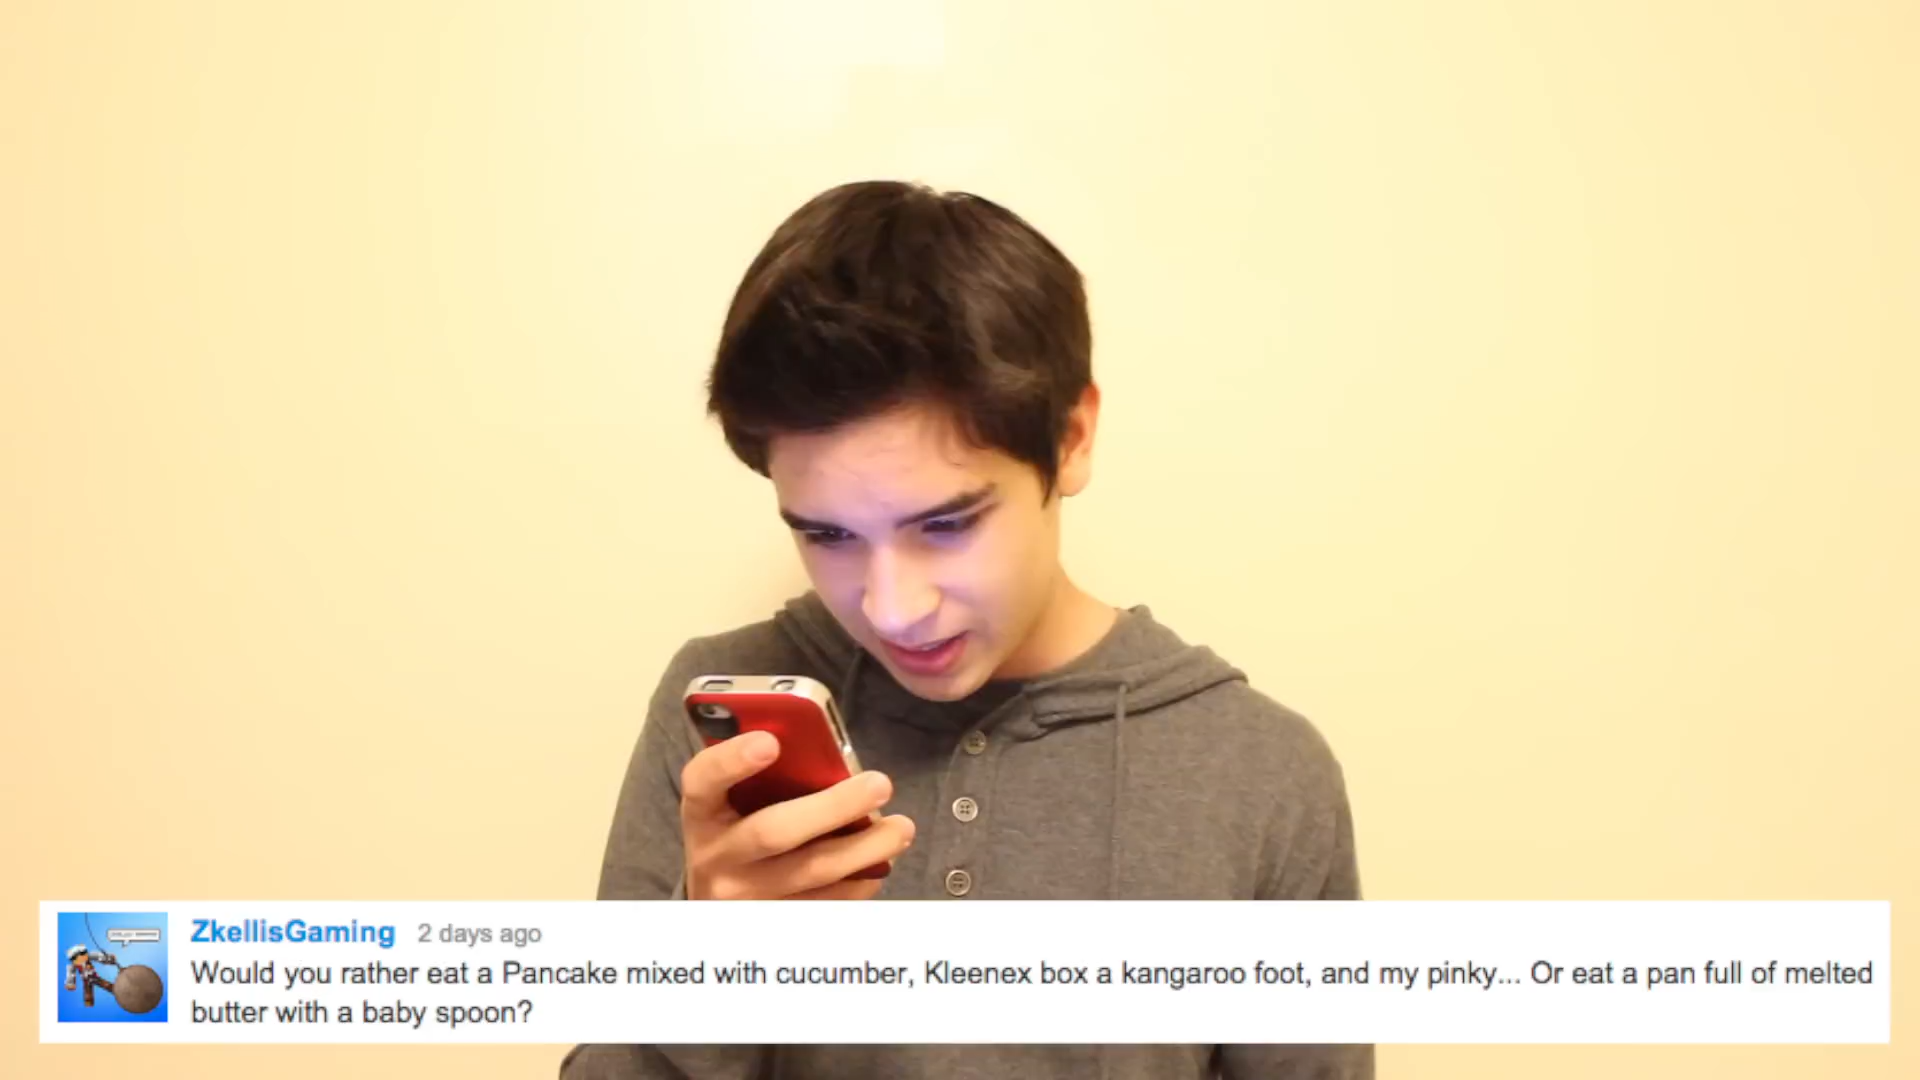 ZkellisGaming 2 days ago
Would you rather eat a Pancake mixed with cucumber, Kleenex box a kangaroo foot, and my pinky... Or eat a pan full of melted
butter with a baby spoon?